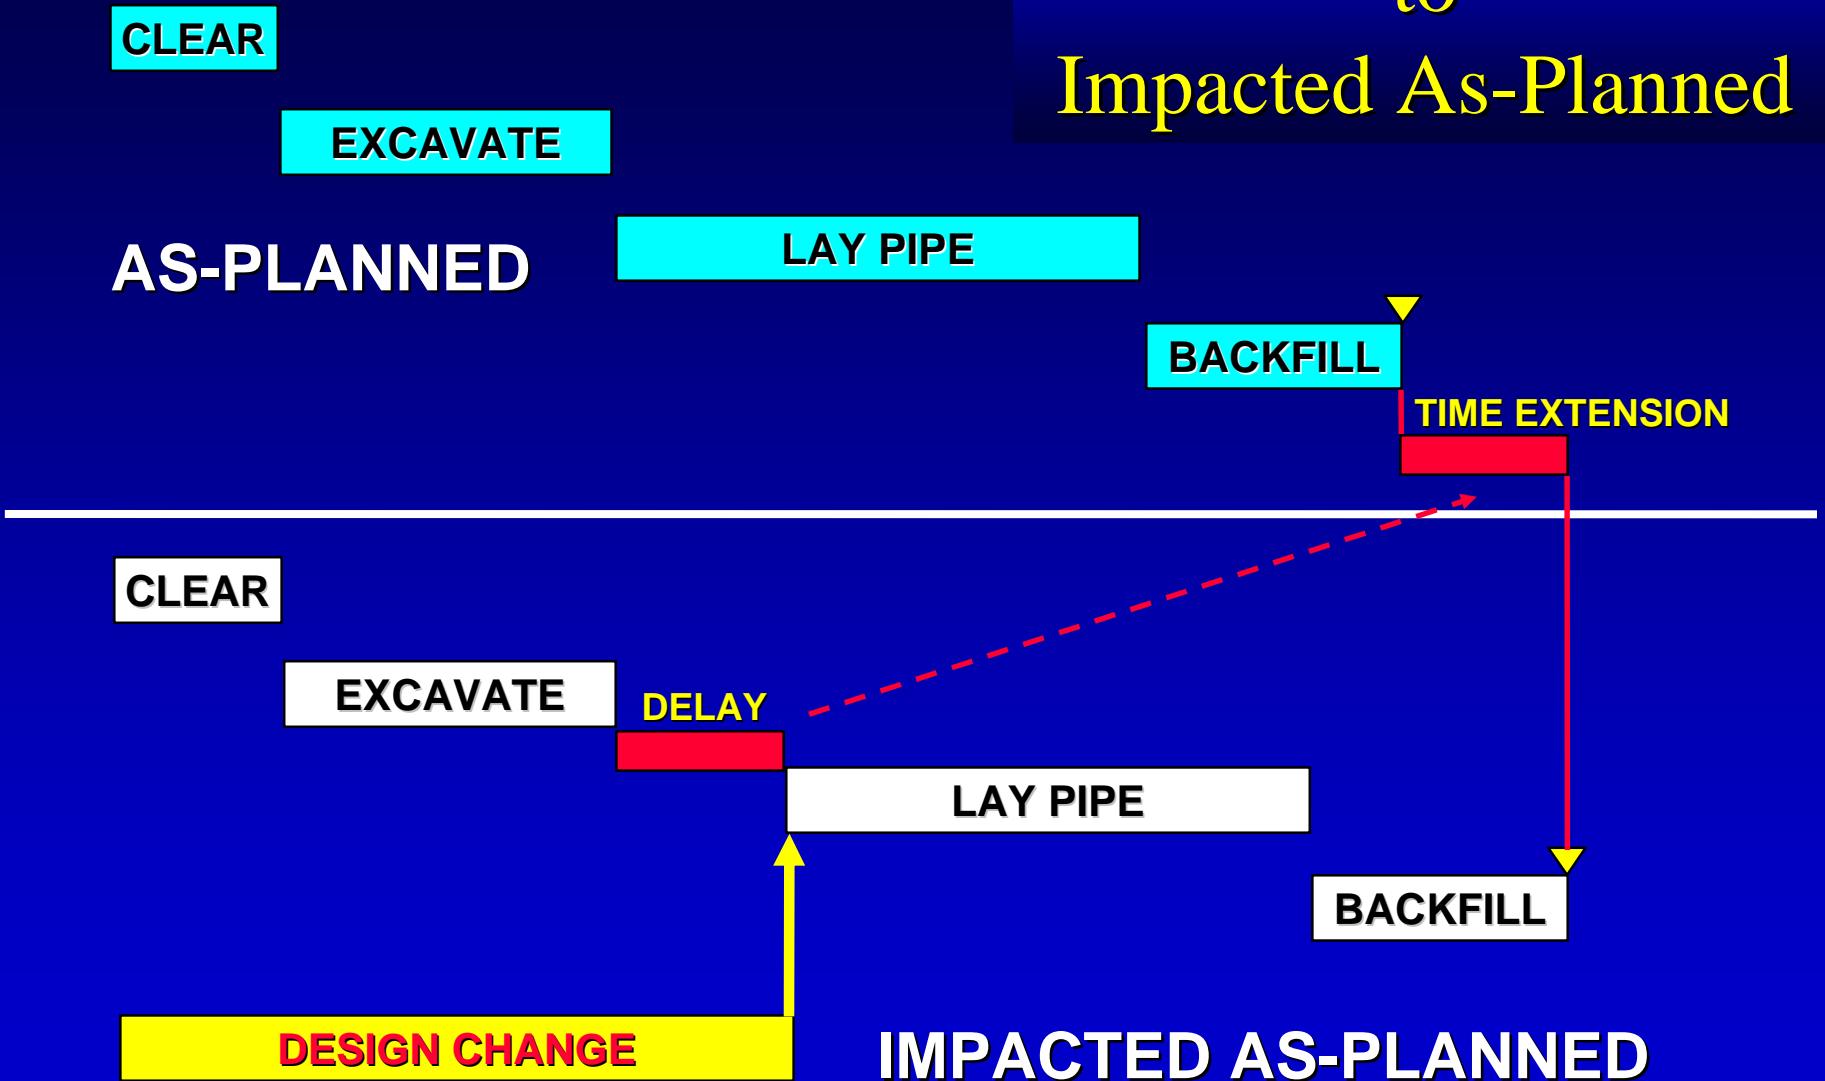 to
Impacted As-Planned
CLEAR
EXCAVATE
AS-PLANNED
LAY PIPE
BACKFILL
TIME EXTENSION
CLEAR
EXCAVATE
DELAY
LAY PIPE
BACKFILL
DESIGN CHANGE
IMPACTED AS-PLANNED